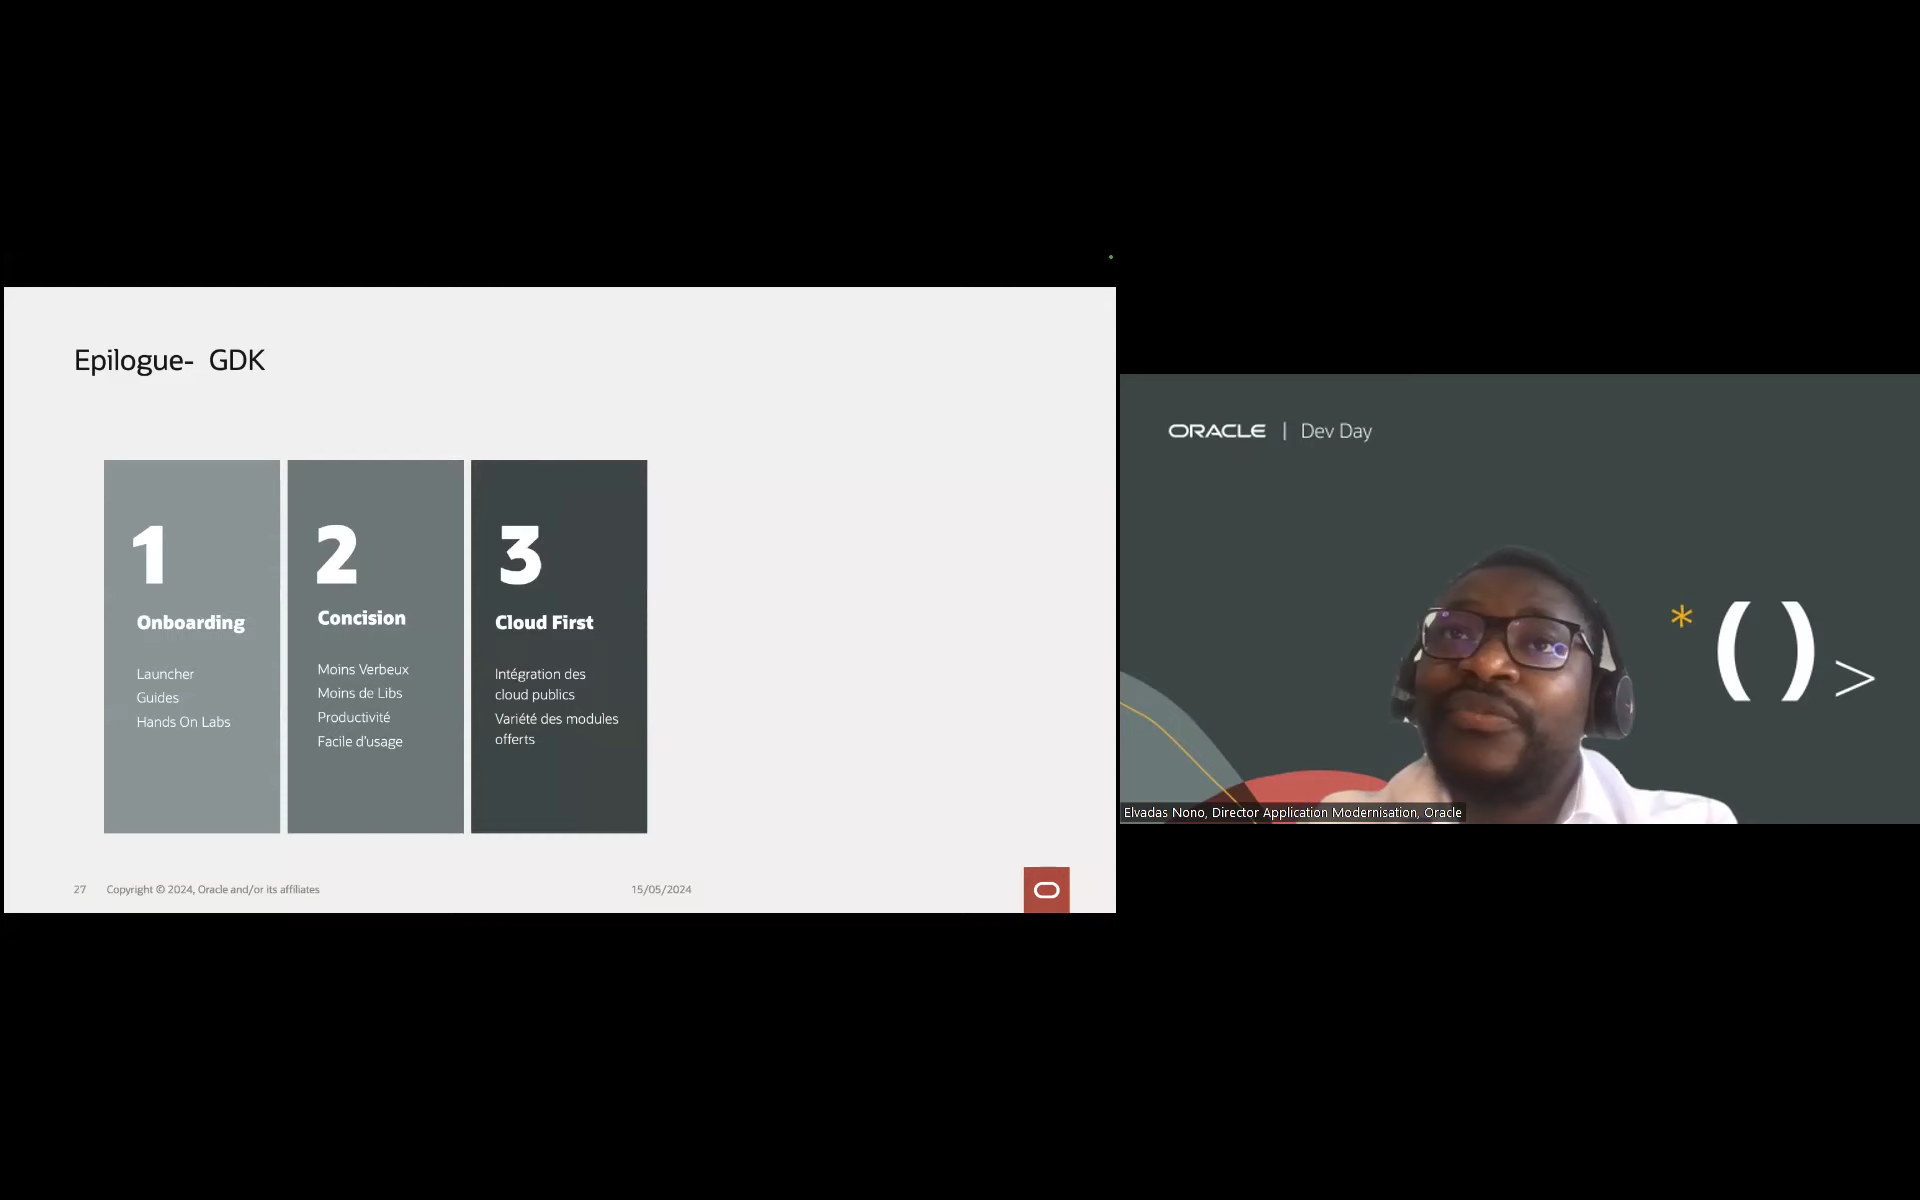 Epilogue-  GDK
1
Onboarding
Launcher
Guides
Hands On Labs
2
Concision
Moins Verbeux
Moins de Libs
Productivité
Facile d'usage
3
Cloud First
Intégration des
cloud publics
Variété des modules
offerts
27 Copyright © 2024, Oracle and/or its affiliates 15/05/2024
ORACLE | Dev Day
* ( ) >
Elvadas Nono, Director Application Modernisation, Oracle